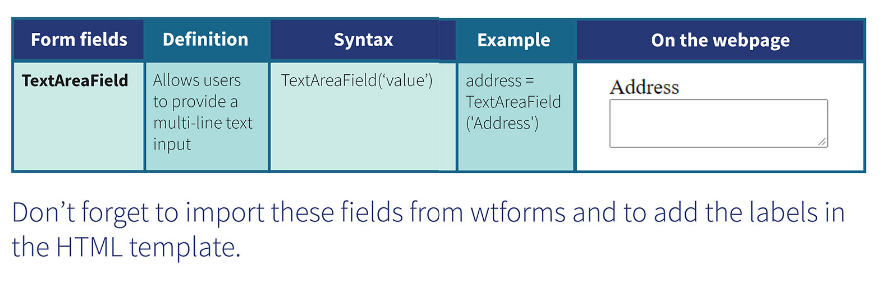 Form fields Definition Syntax Example On the webpage
TextAreaField Allows users TextAreaField(‘value’) address = Address
to provide a TextAreaField
multi-line text ('Address')
input
Don’t forget to import these fields from wtforms and to add the labels in
the HTML template.